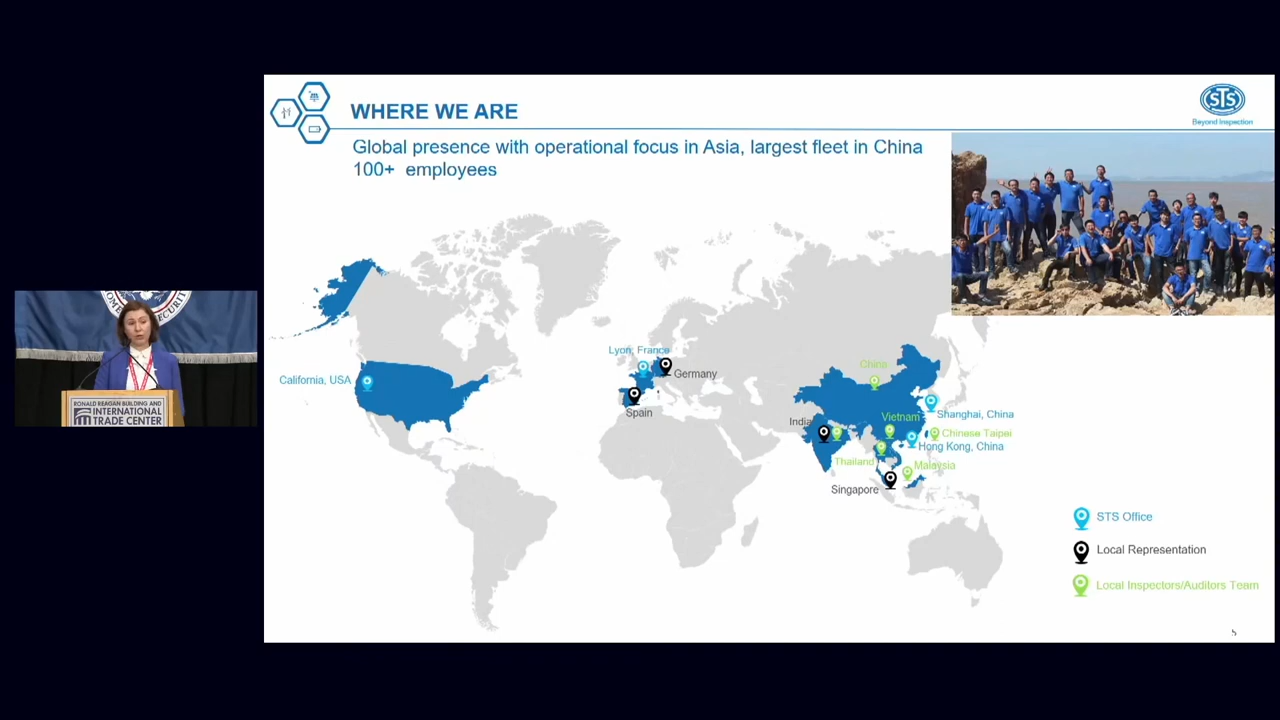 WHERE WE ARE
STS
Beyond Inspection
Global presence with operational focus in Asia, largest fleet in China
100+ employees
Lyon, France
Germany
California, USA
Spain
China
India
Vietnam
Shanghai, China
Chinese Taipei
Hong Kong, China
Thailand
Malaysia
Singapore
STS Office
Local Representation
Local Inspectors/Auditors Team
5
RONALD REAGAN BUILDING AND
INTERNATIONAL
TRADE CENTER